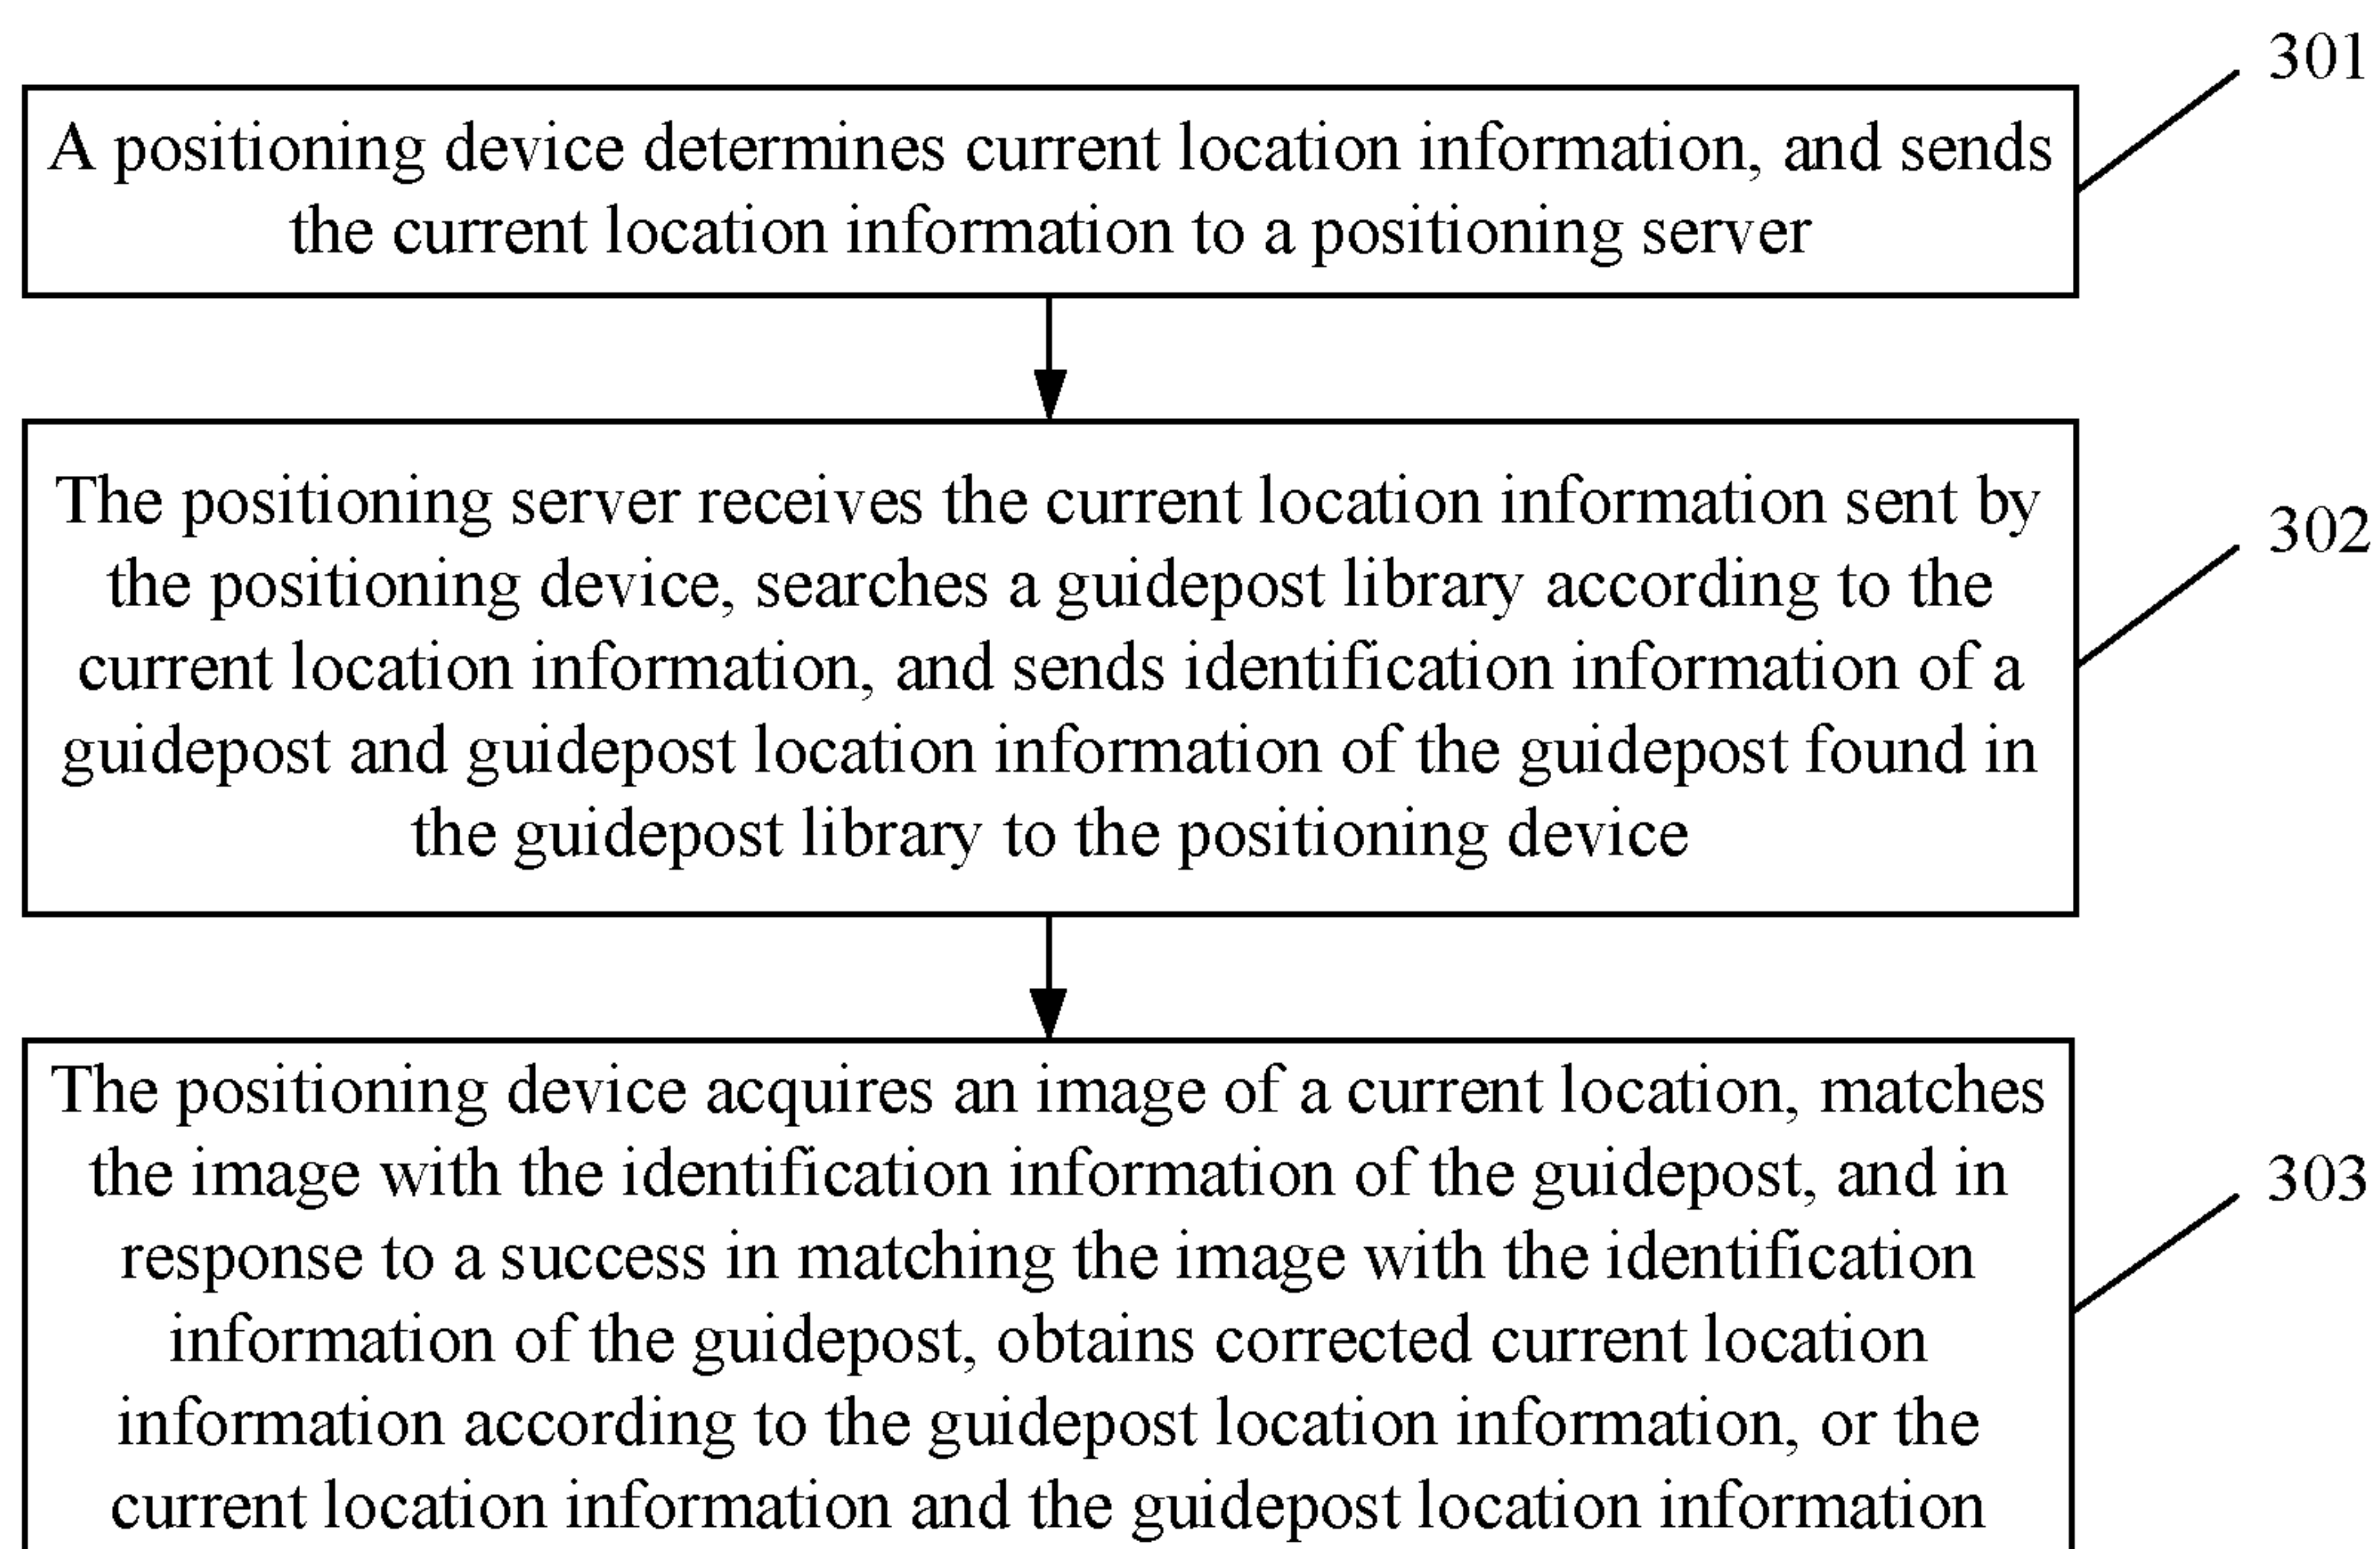 301
A positioning device determines current location information, and sends
the current location information to a positioning server
302
The positioning server receives the current location information sent by
the positioning device, searches a guidepost library according to the
current location information, and sends identification information of a
guidepost and guidepost location information of the guidepost found in
the guidepost library to the positioning device
303
The positioning device acquires an image of a current location, matches
the image with the identification information of the guidepost, and in
response to a success in matching the image with the identification
information of the guidepost, obtains corrected current location
information according to the guidepost location information, or the
current location information and the guidepost location information